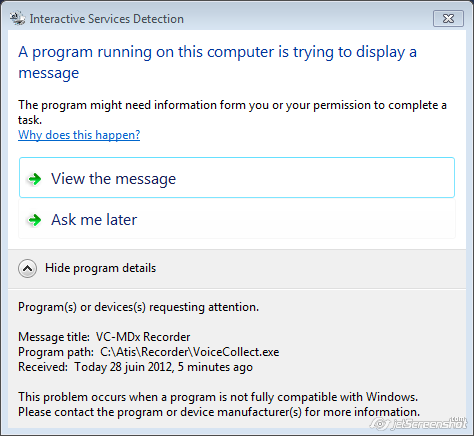 Interactive Services Detection
A program running on this computer is trying to display a
message
The program might need information form you or your permission to complete a
task.
Why does this happen?
View the message
Ask me later
Hide program details
Program(s) or devices(s) requesting attention.
Message title:  VC-MDx Recorder
Program path:  C:\Atis\Recorder\VoiceCollect.exe
Received:  Today 28 juin 2012, 5 minutes ago
This problem occurs when a program is not fully compatible with Windows.
Please contact the program or device manufacturer(s) for more information.
jetScreenshot
.com